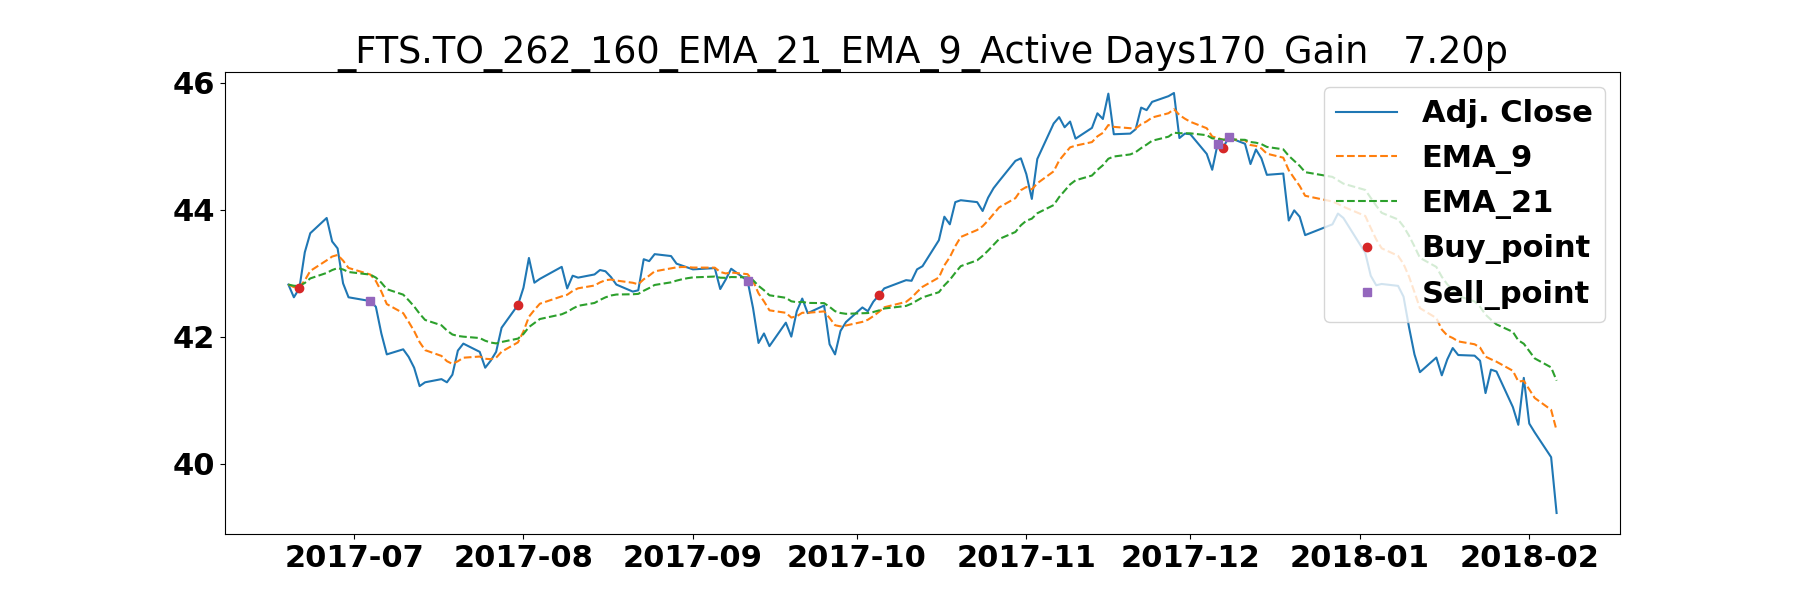 _FTS.TO_262_160_EMA_21_EMA_9_Active Days170_Gain   7.20p
46
44
42
40
Adj. Close
EMA_9
EMA_21
Buy_point
Sell_point
2017-07 2017-08 2017-09 2017-10 2017-11 2017-12 2018-01 2018-02